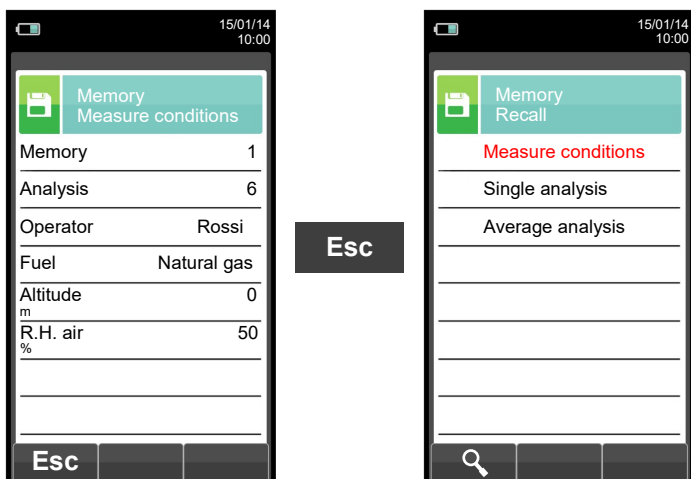 15/01/14
10:00
Memory
Measure conditions
Memory 1
Analysis 6
Operator Rossi
Fuel Natural gas
Altitude 0
m
R.H. air 50
%
Esc
Esc
15/01/14
10:00
Memory
Recall
Measure conditions
Single analysis
Average analysis